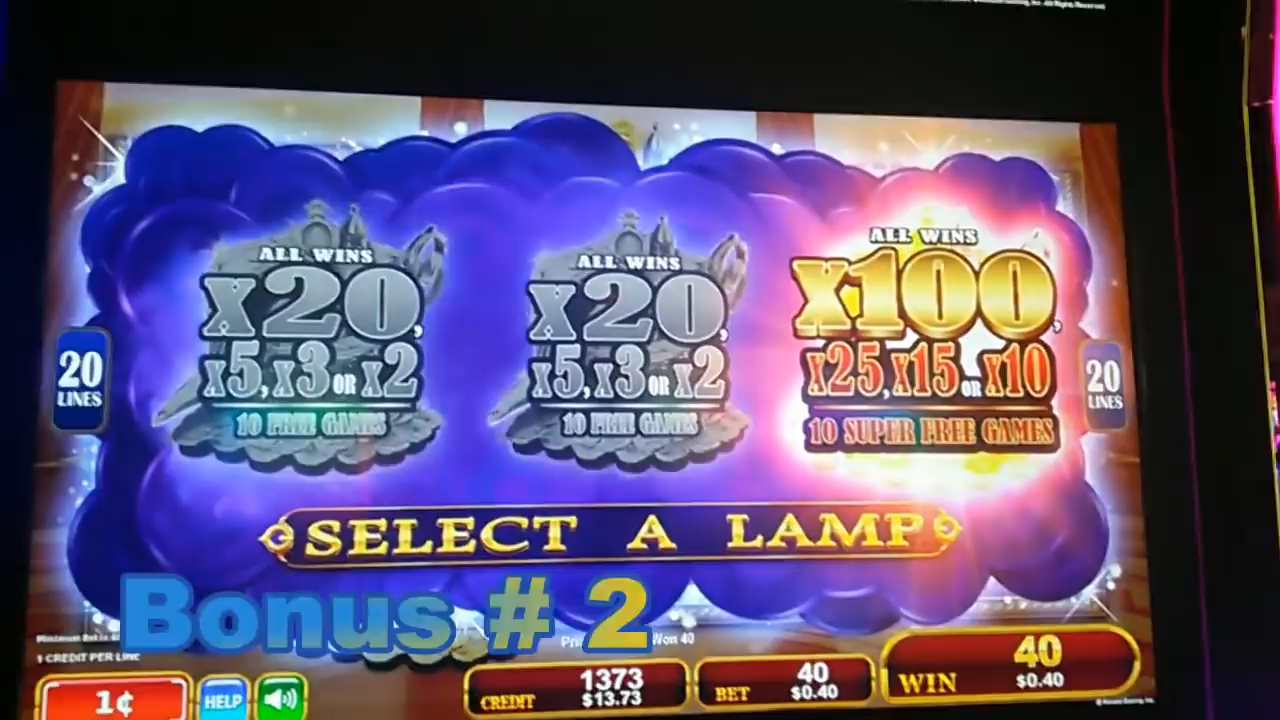 ALL WINS
X20,
X5, X3 OR X2
10 FREE GAMES
ALL WINS
X20,
X5, X3 OR X2
10 FREE GAMES
ALL WINS
X100,
X25, X15 OR X10
10 SUPER FREE GAMES
20
LINES
20
LINES
SELECT A LAMP
Bonus # 2
Won 40
1 CREDIT PER LINE
1¢
HELP
CREDIT
1373
$13.73
BET
40
$0.40
WIN
40
$0.40